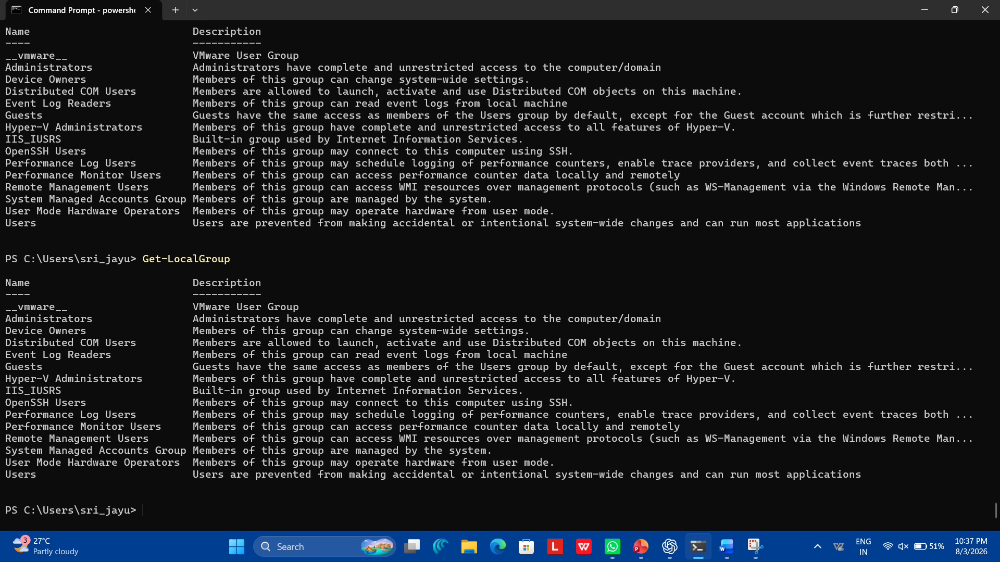 Command Prompt - powershe
Name                          Description
----                          -----------
__vmware__                    VMware User Group
Administrators                Administrators have complete and unrestricted access to the computer/domain
Device Owners                 Members of this group can change system-wide settings.
Distributed COM Users         Members are allowed to launch, activate and use Distributed COM objects on this machine.
Event Log Readers             Members of this group can read event logs from local machine
Guests                        Guests have the same access as members of the Users group by default, except for the Guest account which is further restri...
Hyper-V Administrators        Members of this group have complete and unrestricted access to all features of Hyper-V.
IIS_IUSRS                     Built-in group used by Internet Information Services.
OpenSSH Users                 Members of this group may connect to this computer using SSH.
Performance Log Users         Members of this group may schedule logging of performance counters, enable trace providers, and collect event traces both ...
Performance Monitor Users     Members of this group can access performance counter data locally and remotely
Remote Management Users       Members of this group can access WMI resources over management protocols (such as WS-Management via the Windows Remote Man...
System Managed Accounts Group Members of this group are managed by the system.
User Mode Hardware Operators  Members of this group may operate hardware from user mode.
Users                         Users are prevented from making accidental or intentional system-wide changes and can run most applications
PS C:\Users\sri_jayu> Get-LocalGroup
Name                          Description
----                          -----------
__vmware__                    VMware User Group
Administrators                Administrators have complete and unrestricted access to the computer/domain
Device Owners                 Members of this group can change system-wide settings.
Distributed COM Users         Members are allowed to launch, activate and use Distributed COM objects on this machine.
Event Log Readers             Members of this group can read event logs from local machine
Guests                        Guests have the same access as members of the Users group by default, except for the Guest account which is further restri...
Hyper-V Administrators        Members of this group have complete and unrestricted access to all features of Hyper-V.
IIS_IUSRS                     Built-in group used by Internet Information Services.
OpenSSH Users                 Members of this group may connect to this computer using SSH.
Performance Log Users         Members of this group may schedule logging of performance counters, enable trace providers, and collect event traces both ...
Performance Monitor Users     Members of this group can access performance counter data locally and remotely
Remote Management Users       Members of this group can access WMI resources over management protocols (such as WS-Management via the Windows Remote Man...
System Managed Accounts Group Members of this group are managed by the system.
User Mode Hardware Operators  Members of this group may operate hardware from user mode.
Users                         Users are prevented from making accidental or intentional system-wide changes and can run most applications
PS C:\Users\sri_jayu>
3
27°C
Partly cloudy
Search
L
W
P
W
ENG
IN
51%
10:37 PM
8/3/2026